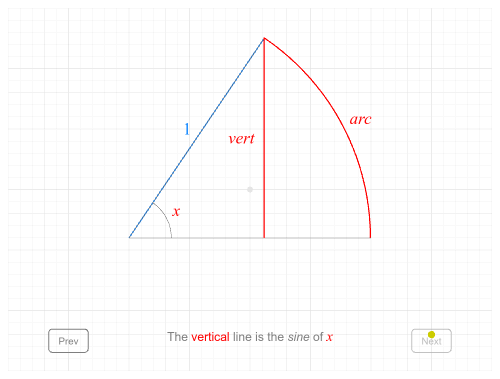 1
vert
arc
x
The vertical line is the sine of x
Prev
Next